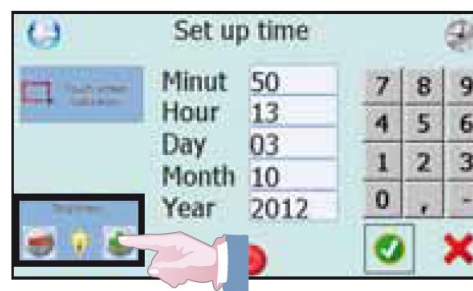 Set up time
Minut 50
Hour 13
Day 03
Month 10
Year 2012
7 8 9
4 5 6
1 2 3
0 , -